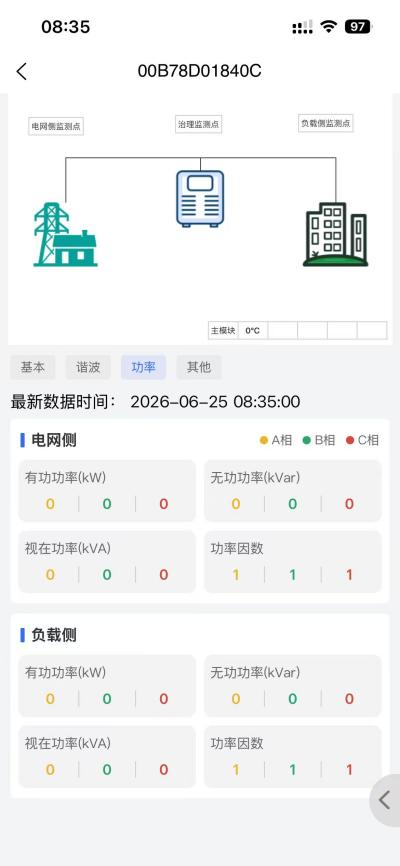 08:35
97
00B78D01840C
电网侧监测点
治理监测点
负载侧监测点
主模块 0°C
基本 谐波 功率 其他
最新数据时间： 2026-06-25 08:35:00
电网侧 A相 B相 C相
有功功率(kW) 无功功率(kVar)
0 0 0 0 0 0
视在功率(kVA) 功率因数
0 0 0 1 1 1
负载侧
有功功率(kW) 无功功率(kVar)
0 0 0 0 0 0
视在功率(kVA) 功率因数
0 0 0 1 1 1